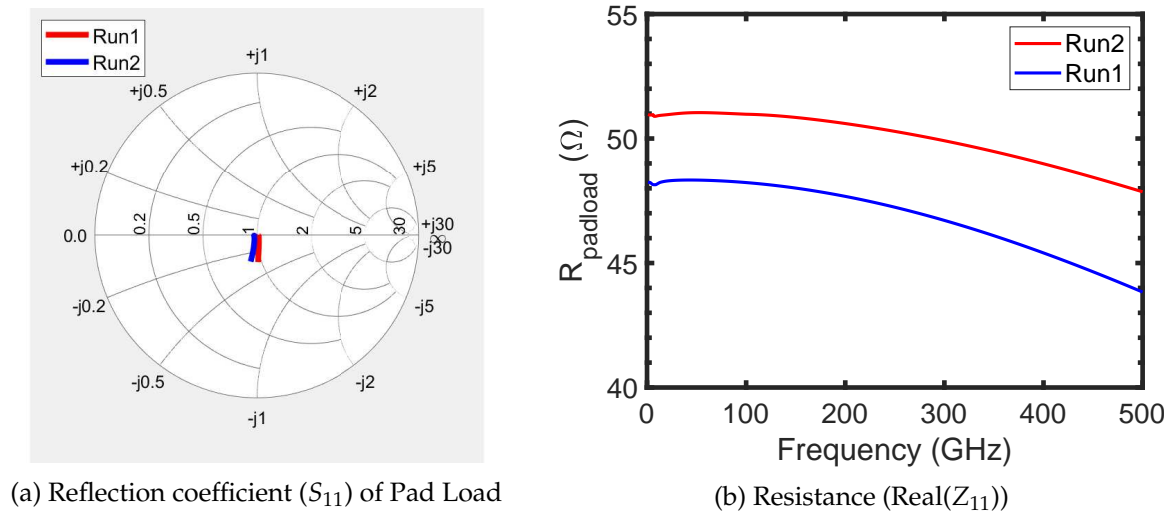 Run1
Run2
+j1
+j0.5
+j2
+j0.2
+j5
0.2
0.5
1
2
5
30
+j30
0.0
∞
-j30
-j0.2
-j5
-j0.5
-j2
-j1
(a) Reflection coefficient (S11) of Pad Load
55
50
45
40
Rpadload (Ω)
Run2
Run1
0 100 200 300 400 500
Frequency (GHz)
(b) Resistance (Real(Z11))